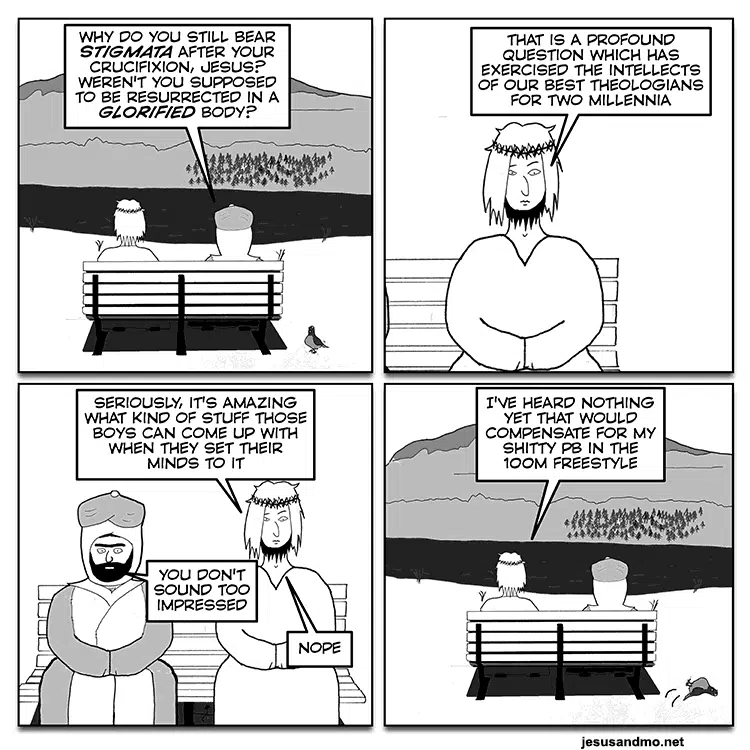 WHY DO YOU STILL BEAR
STIGMATA AFTER YOUR
CRUCIFIXION, JESUS?
WEREN'T YOU SUPPOSED
TO BE RESURRECTED IN A
GLORIFIED BODY?
THAT IS A PROFOUND
QUESTION WHICH HAS
EXERCISED THE INTELLECTS
OF OUR BEST THEOLOGIANS
FOR TWO MILLENNIA
SERIOUSLY, IT'S AMAZING
WHAT KIND OF STUFF THOSE
BOYS CAN COME UP WITH
WHEN THEY SET THEIR
MINDS TO IT
YOU DON'T
SOUND TOO
IMPRESSED
NOPE
I'VE HEARD NOTHING
YET THAT WOULD
COMPENSATE FOR MY
SHITTY PB IN THE
100M FREESTYLE
jesusandmo.net